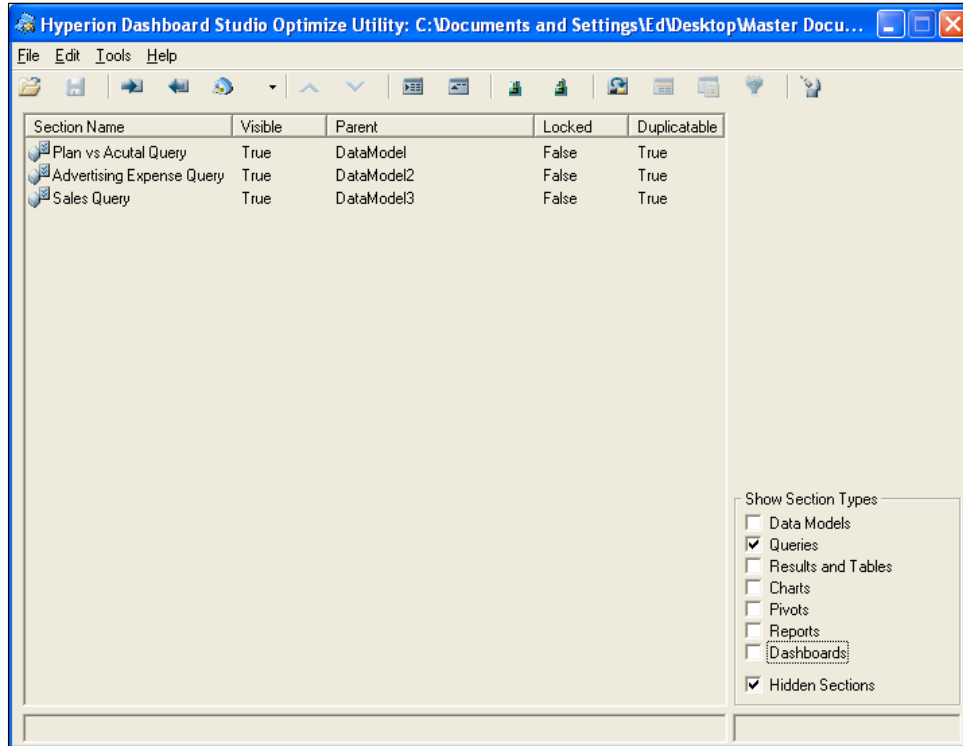 Hyperion Dashboard Studio Optimize Utility: C:\Documents and Settings\Ed\Desktop\Master Docu...
File Edit Tools Help
Section Name Visible Parent Locked Duplicatable
Plan vs Acutal Query True DataModel False True
Advertising Expense Query True DataModel2 False True
Sales Query True DataModel3 False True
Show Section Types
Data Models
Queries
Results and Tables
Charts
Pivots
Reports
Dashboards
Hidden Sections